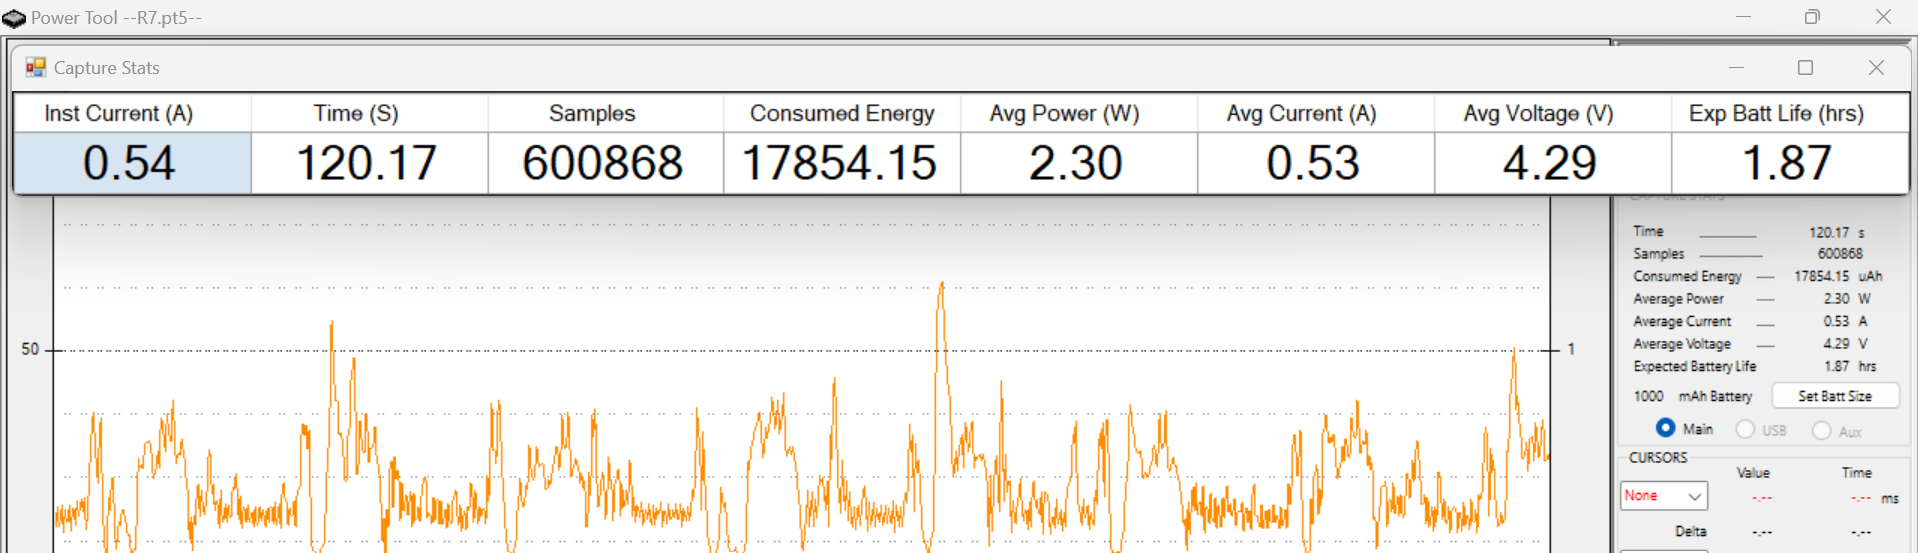 Power Tool --R7.pt5--
Capture Stats
Inst Current (A) Time (S) Samples Consumed Energy Avg Power (W) Avg Current (A) Avg Voltage (V) Exp Batt Life (hrs)
0.54 120.17 600868 17854.15 2.30 0.53 4.29 1.87
50
1
CAPTURE STATS
Time 120.17 s
Samples 600868
Consumed Energy 17854.15 uAh
Average Power 2.30 W
Average Current 0.53 A
Average Voltage 4.29 V
Expected Battery Life 1.87 hrs
1000 mAh Battery Set Batt Size
Main USB Aux
CURSORS
Value Time
None -.-- -.-- ms
Delta -.-- -.--